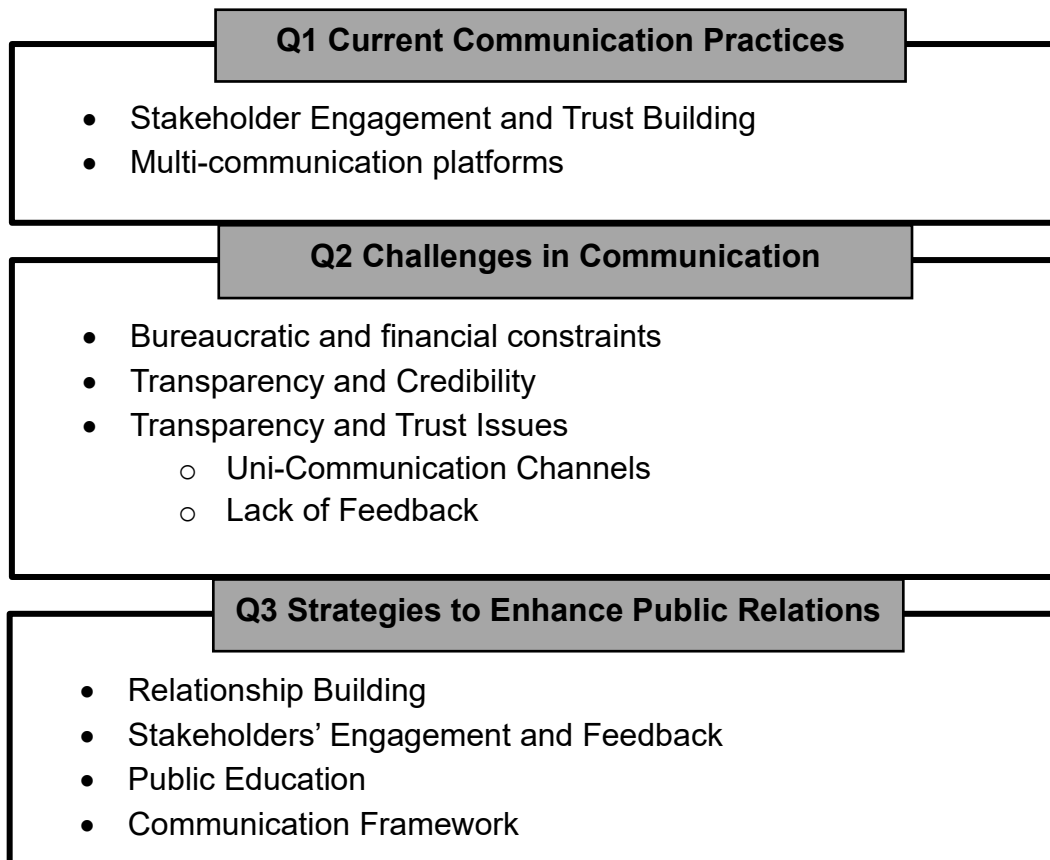 Q1 Current Communication Practices
• Stakeholder Engagement and Trust Building
• Multi-communication platforms
Q2 Challenges in Communication
• Bureaucratic and financial constraints
• Transparency and Credibility
• Transparency and Trust Issues
o Uni-Communication Channels
o Lack of Feedback
Q3 Strategies to Enhance Public Relations
• Relationship Building
• Stakeholders’ Engagement and Feedback
• Public Education
• Communication Framework